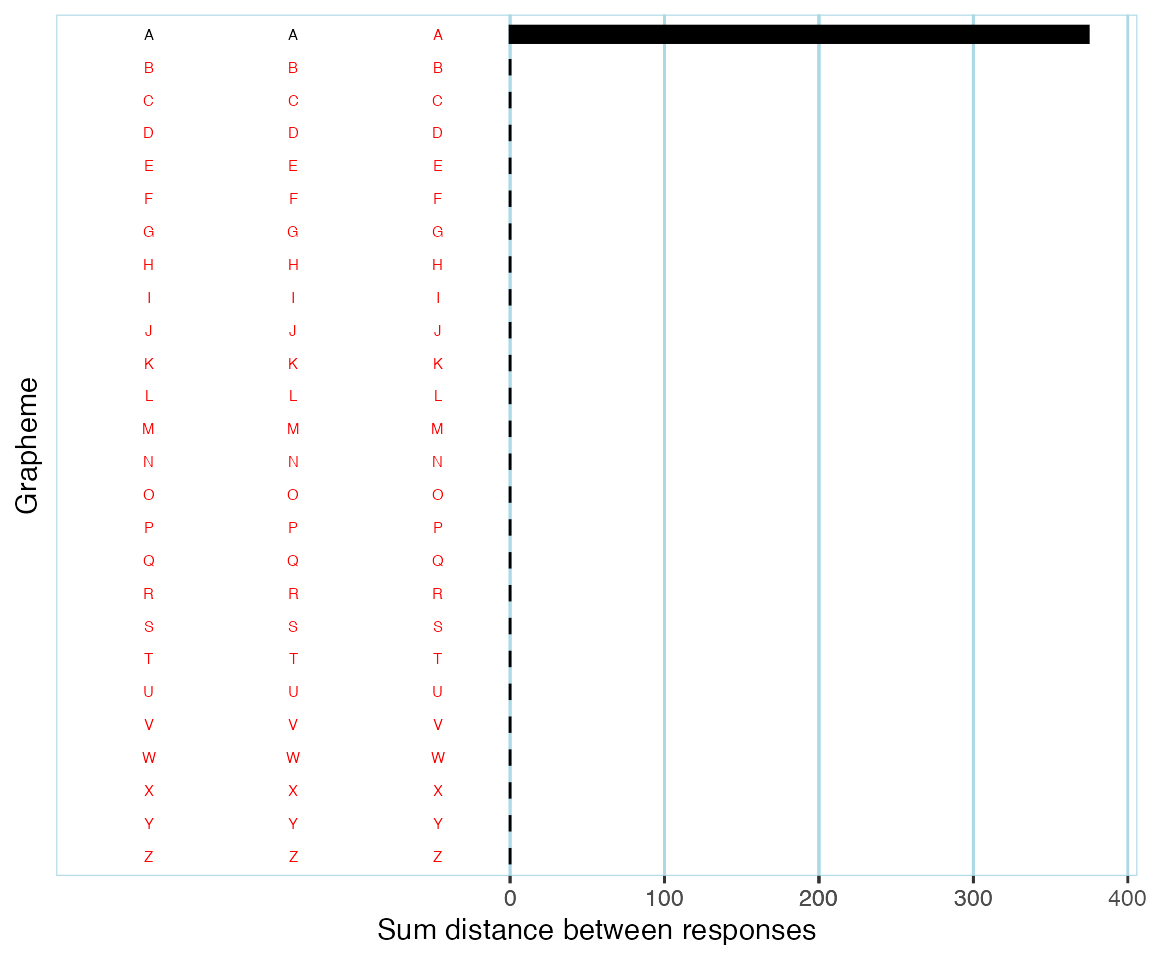 A A A
B B B
C C C
D D D
E E E
F F F
G G G
H H H
I I I
J J J
K K K
L L L
M M M
N N N
O O O
P P P
Q Q Q
R R R
S S S
T T T
U U U
V V V
W W W
X X X
Y Y Y
Z Z Z
Grapheme
0 100 200 300 400
Sum distance between responses